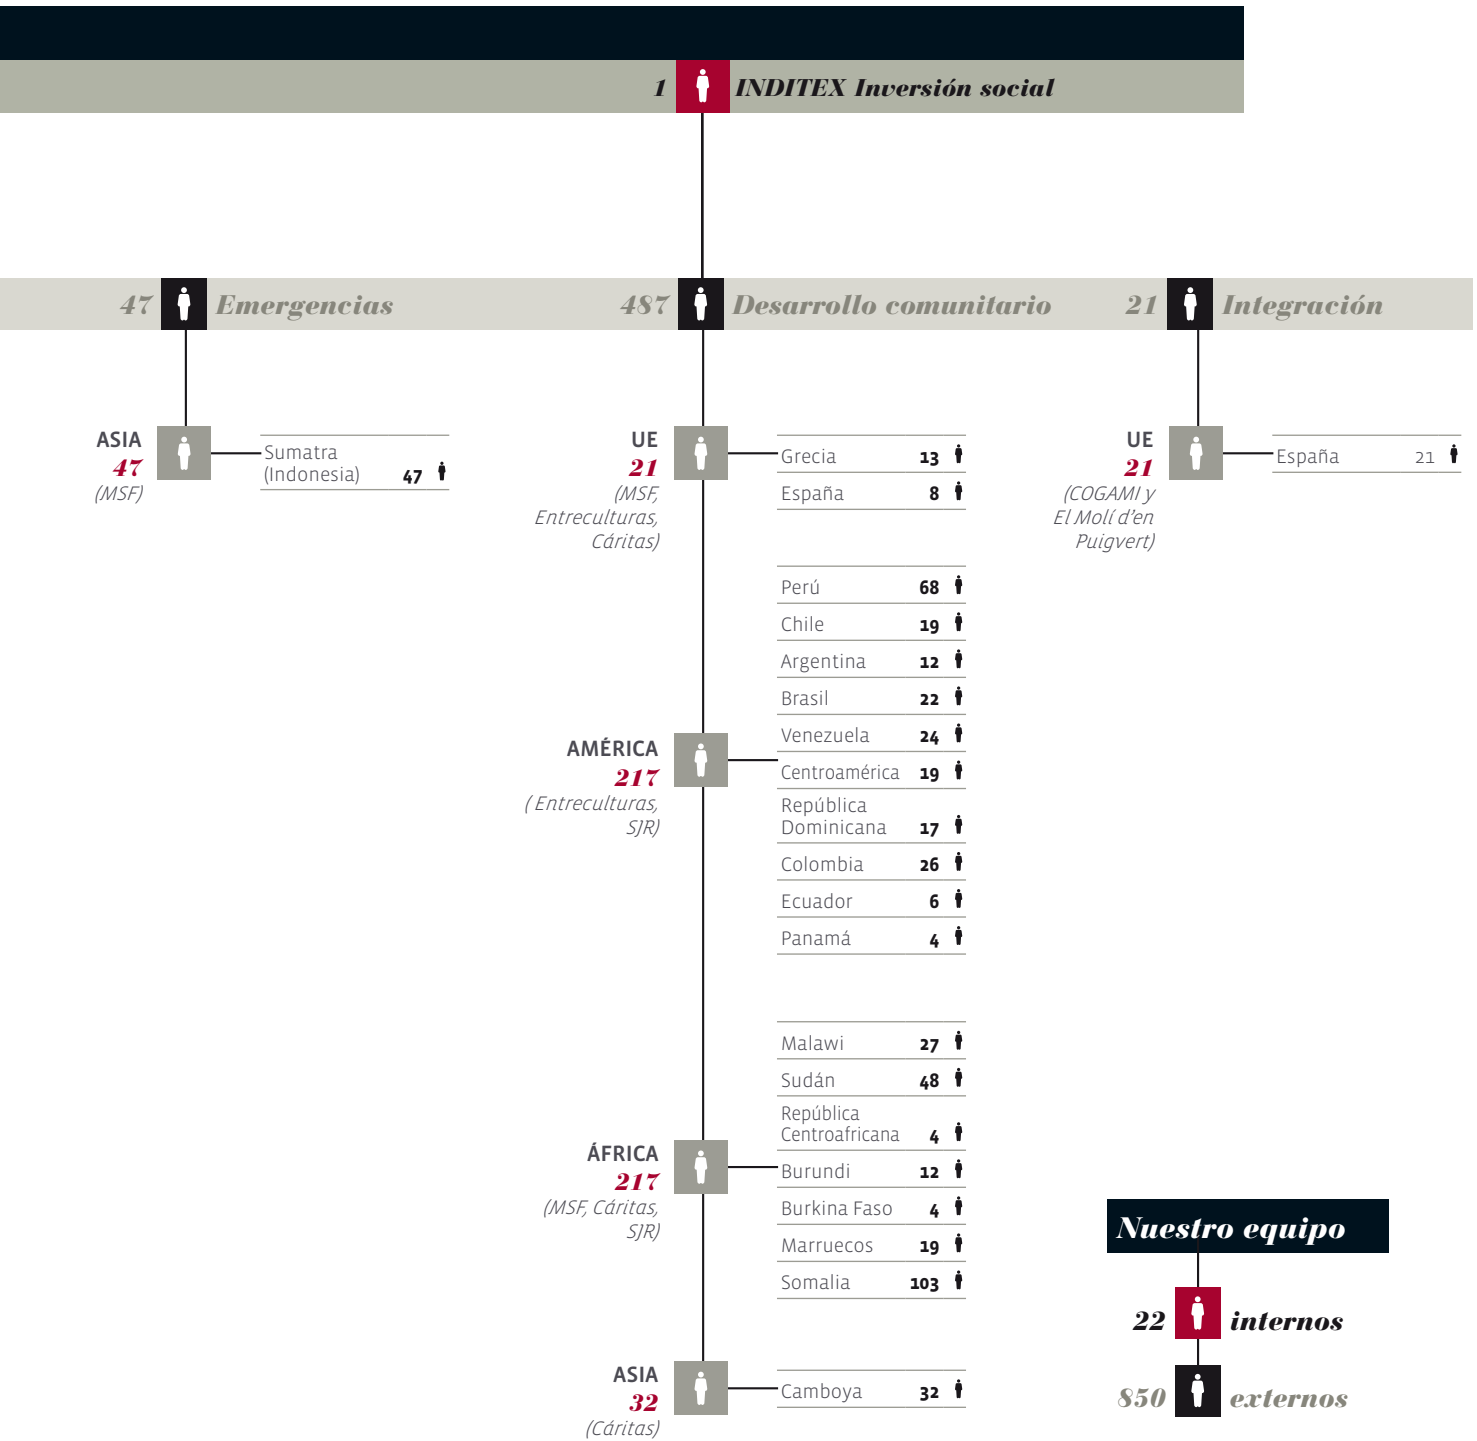 1 INDITEX Inversión social
47 Emergencias
487 Desarrollo comunitario
21 Integración
ASIA
47
(MSF)
Sumatra
(Indonesia) 47
UE
21
(MSF,
Entreculturas,
Cáritas)
Grecia 13
España 8
UE
21
(COGAMI y
El Molí d’en
Puigvert)
España 21
AMÉRICA
217
( Entreculturas,
SJR)
Perú 68
Chile 19
Argentina 12
Brasil 22
Venezuela 24
Centroamérica 19
República
Dominicana 17
Colombia 26
Ecuador 6
Panamá 4
ÁFRICA
217
(MSF, Cáritas,
SJR)
Malawi 27
Sudán 48
República
Centroafricana 4
Burundi 12
Burkina Faso 4
Marruecos 19
Somalia 103
ASIA
32
(Cáritas)
Camboya 32
Nuestro equipo
22 internos
850 externos